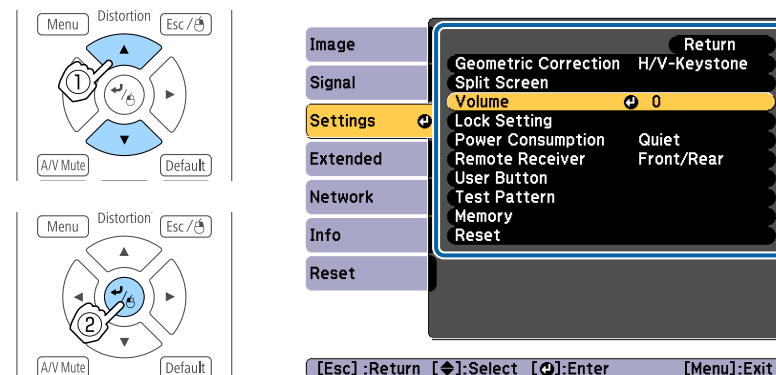 Menu
Distortion
Esc /
1
A/V Mute
Default
Menu
Distortion
Esc /
2
A/V Mute
Default
Image
Signal
Settings
Extended
Network
Info
Reset
Return
Geometric Correction H/V-Keystone
Split Screen
Volume 0
Lock Setting
Power Consumption Quiet
Remote Receiver Front/Rear
User Button
Test Pattern
Memory
Reset
[Esc] :Return [◆]:Select [⏎]:Enter [Menu]:Exit